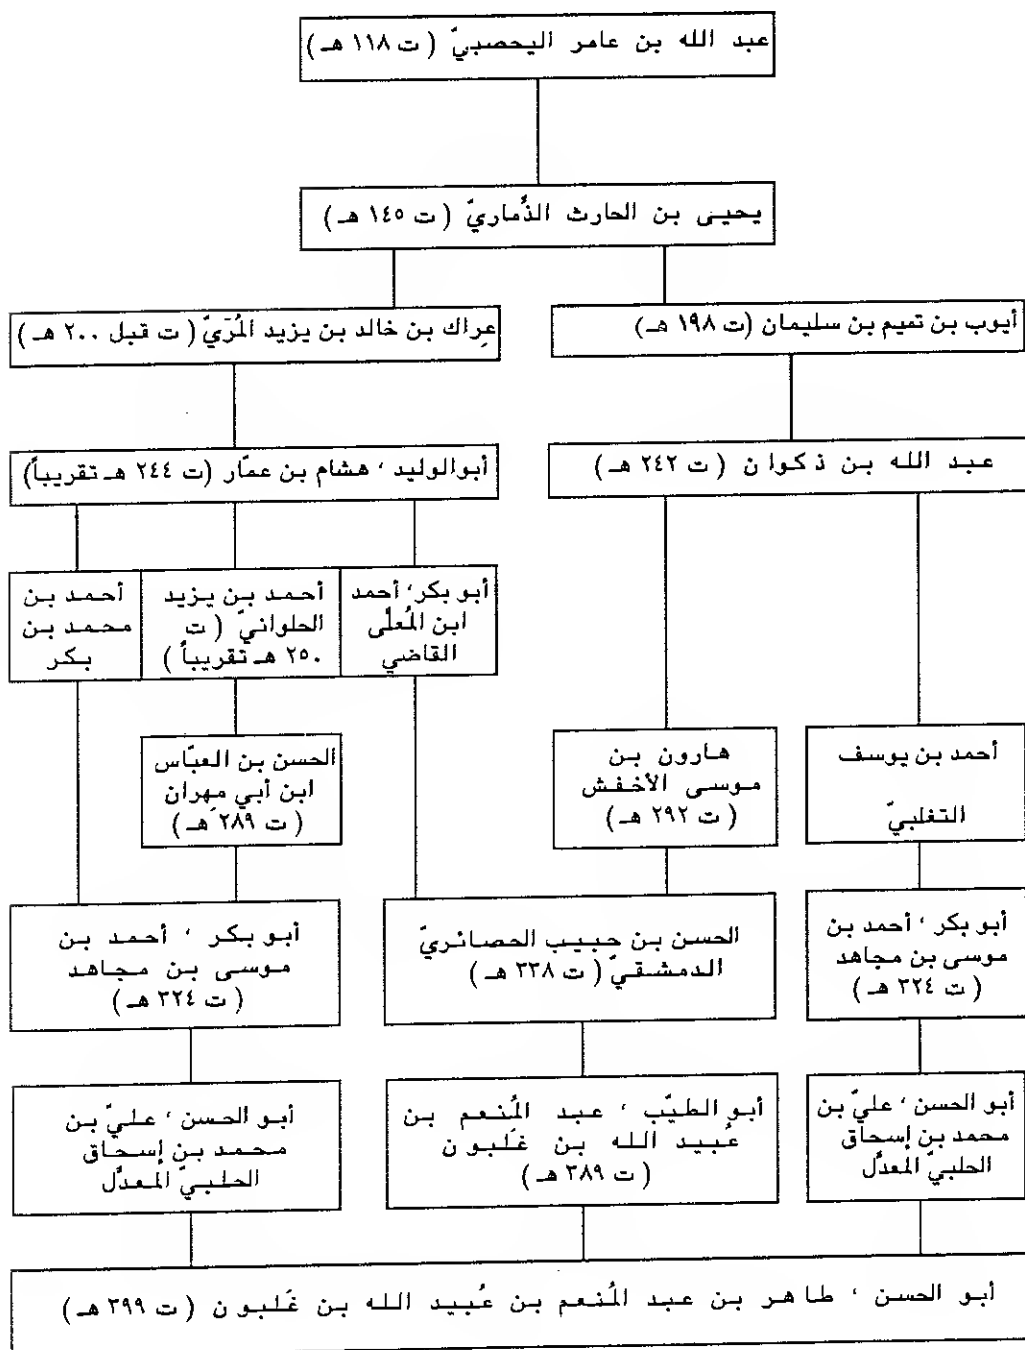 عبد الله بن عامر اليحصبيّ ( ت ١١٨ هـ )
يحيى بن الحارث الذُّماريّ ( ت ١٤٥ هـ )
أيوب بن تميم بن سليمان (ت ١٩٨ هـ)
عِراك بن خالد بن يزيد المُرّيّ ( ت قبل ٢٠٠ هـ )
عبد الله بن ذكوان ( ت ٢٤٢ هـ )
أبوالوليد ، هشام بن عمّار (ت ٢٤٤ هـ تقريباً)
أبو بكر، أحمد
ابن المُعلَّى
القاضي
أحمد بن يزيد
الحلوانيّ ( ت
٢٥٠ هـ تقريباً )
أحمد بن
محمد بن
بكر
أحمد بن يوسف
التغلبيّ
هارون بن
موسى الأخفش
( ت ٢٩٢ هـ )
الحسن بن العبّاس
ابن أبي مهران
( ت ٢٨٩ هـ )
أبو بكر ، أحمد بن
موسى بن مجاهد
( ت ٣٢٤ هـ )
الحسن بن حبيب الحصائريّ
الدمشقيّ ( ت ٣٣٨ هـ )
أبو بكر ، أحمد بن
موسى بن مجاهد
( ت ٣٢٤ هـ )
أبو الحسن ، عليّ بن
محمد بن إسحاق
الحلبيّ المعدَّل
أبو الطيّب ، عبد المُنعم بن
عُبيد الله بن غَلبون
( ت ٣٨٩ هـ )
أبو الحسن ، عليّ بن
محمد بن إسحاق
الحلبيّ المعدَّل
أبو الحسن ، طاهر بن عبد المُنعم بن عُبيد الله بن غَلبون ( ت ٣٩٩ هـ )